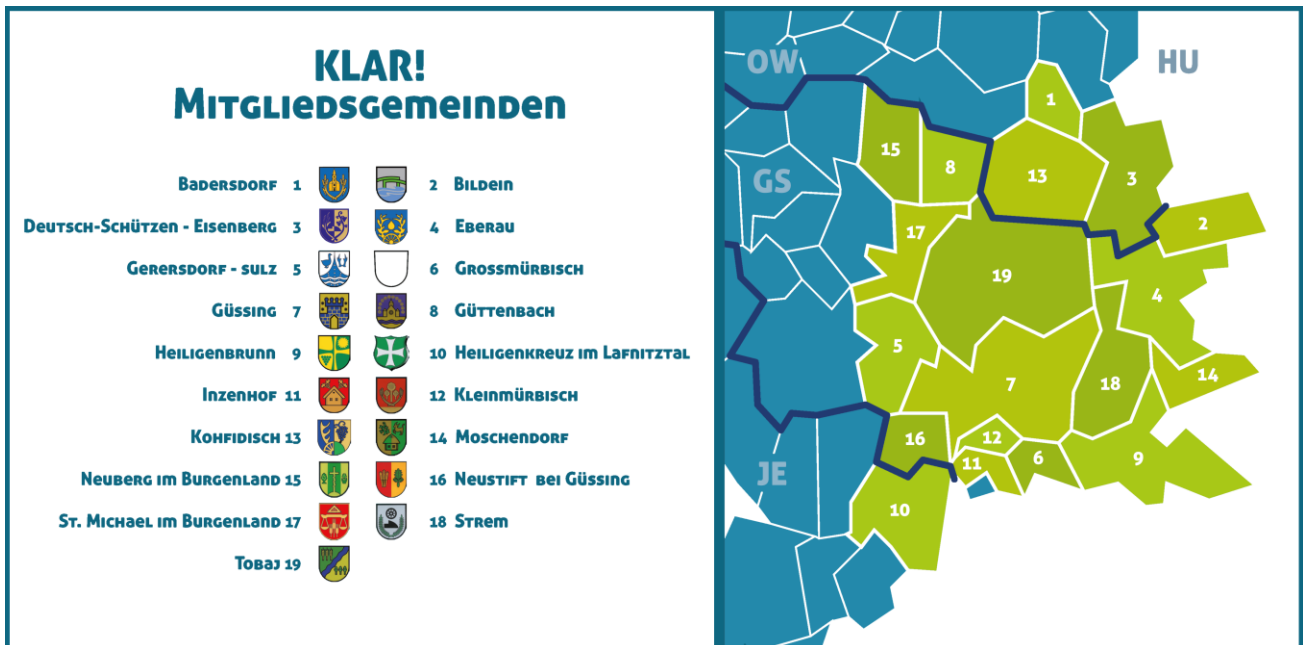 KLAR!
Mitgliedsgemeinden
Badersdorf 1
2 Bildein
Deutsch-Schützen - Eisenberg 3
4 Eberau
Gerersdorf - sulz 5
6 Grossmürbisch
Güssing 7
8 Güttenbach
Heiligenbrunn 9
10 Heiligenkreuz im Lafnitztal
Inzenhof 11
12 Kleinmürbisch
Kohfidisch 13
14 Moschendorf
Neuberg im Burgenland 15
16 Neustift bei Güssing
St. Michael im Burgenland 17
18 Strem
Tobaj 19
OW
HU
1
15
8
13
3
GS
2
17
19
4
5
7
18
14
16
12
11
6
9
JE
10